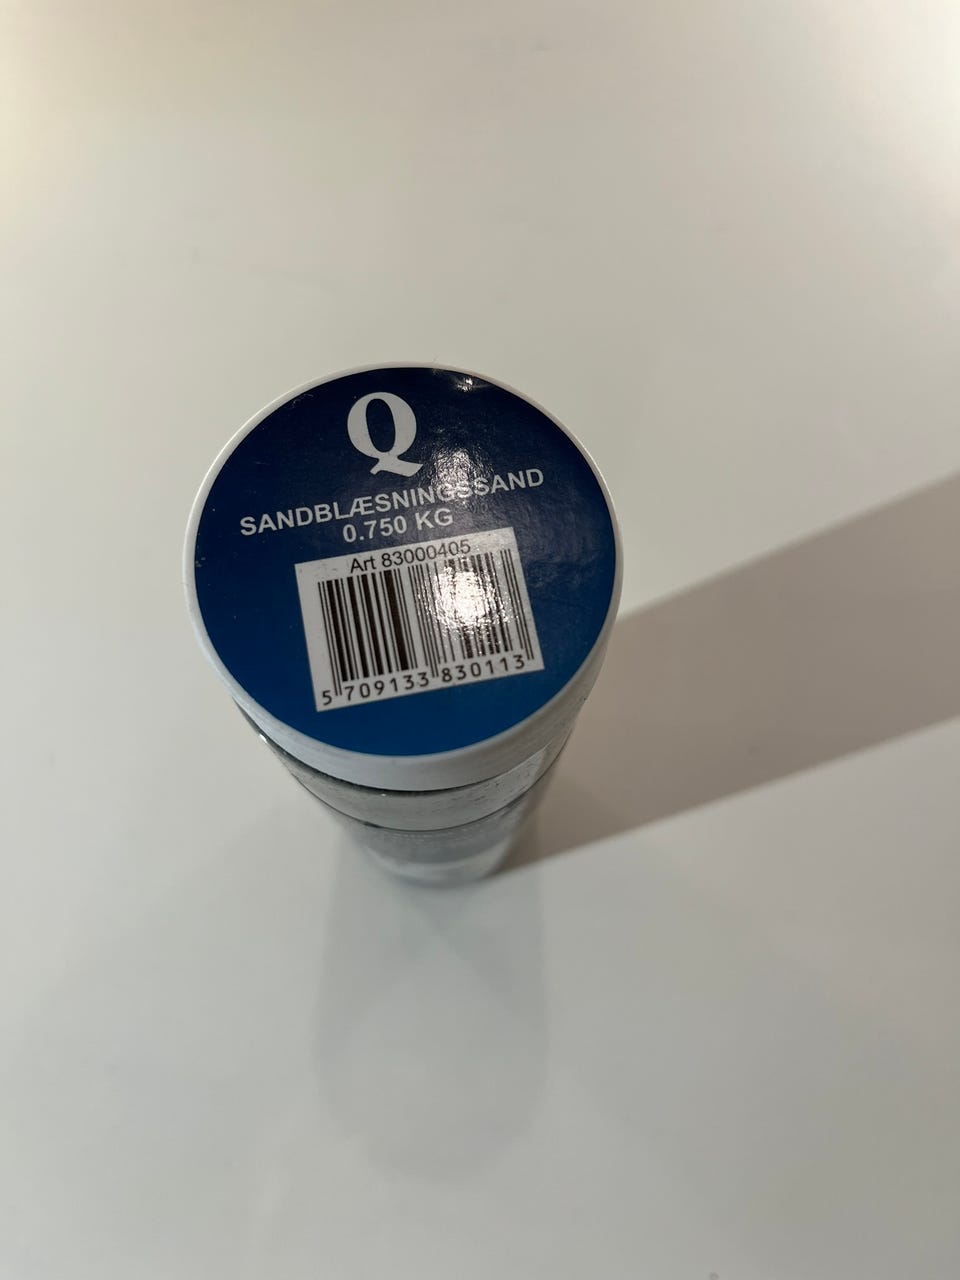 Q
SANDBLÆSNINGSSAND
0.750 KG
Art 83000405
5 709133 830113